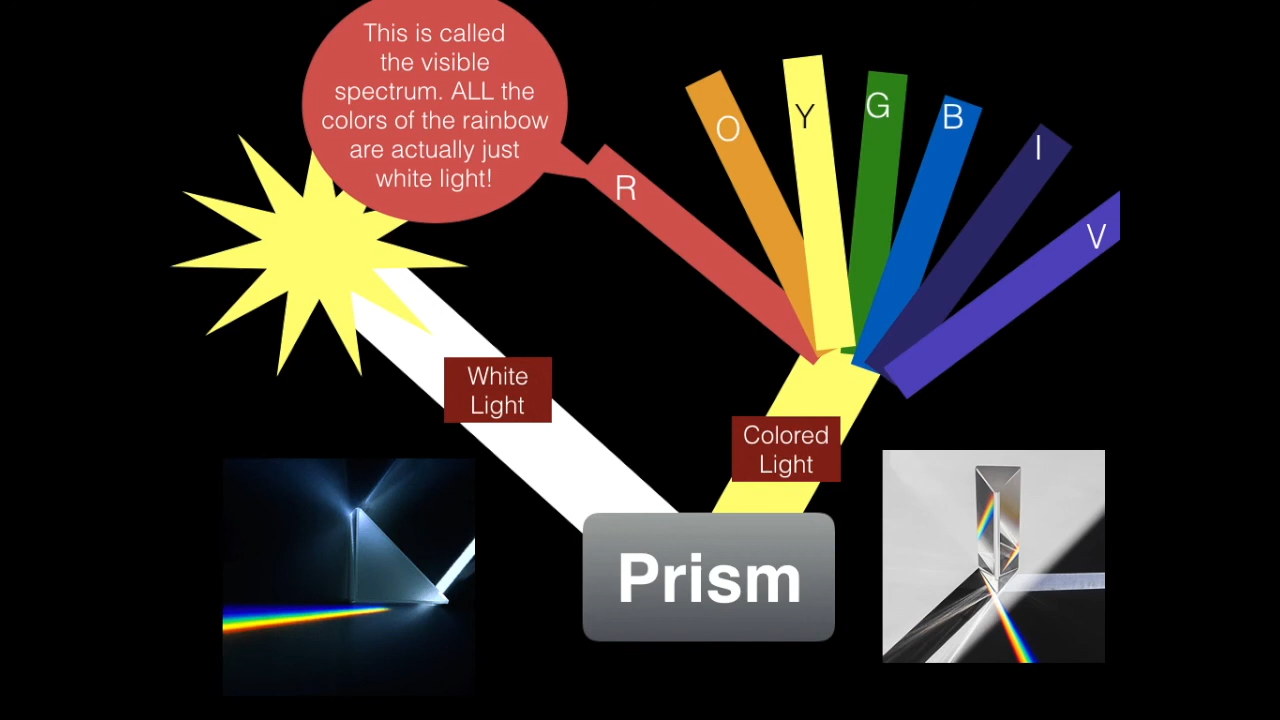 This is called
the visible
spectrum. ALL the
colors of the rainbow
are actually just
white light!
R
O
Y
G
B
I
V
White
Light
Colored
Light
Prism